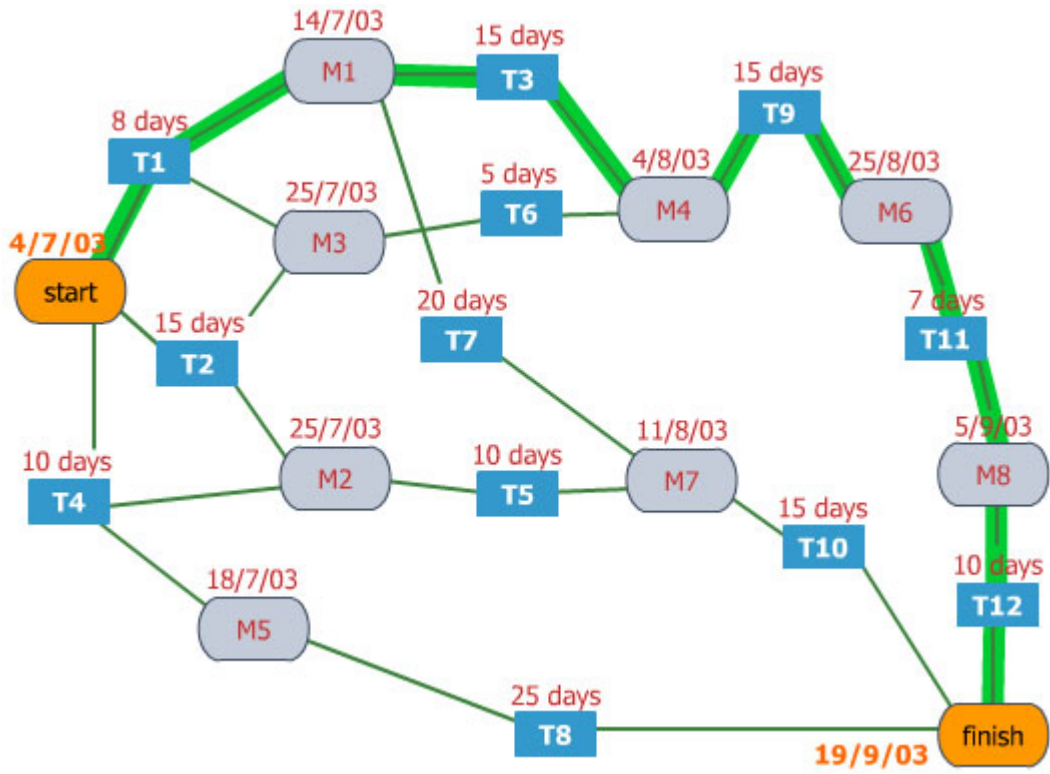 14/7/03
M1
15 days
T3
15 days
T9
8 days
T1
25/7/03
M3
5 days
T6
4/8/03
M4
25/8/03
M6
4/7/03
start
15 days
T2
20 days
T7
7 days
T11
25/7/03
M2
10 days
T5
11/8/03
M7
5/9/03
M8
10 days
T4
15 days
T10
18/7/03
M5
10 days
T12
25 days
T8
finish
19/9/03